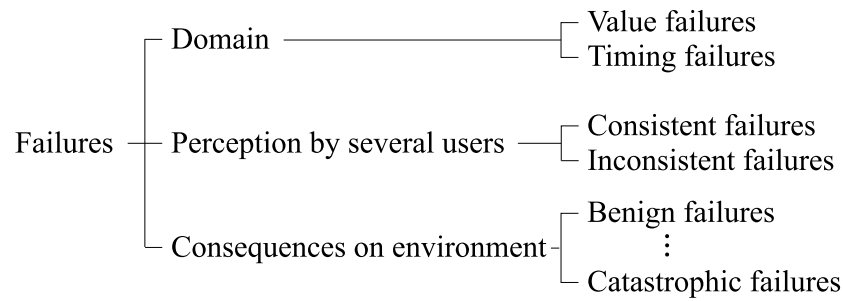 Failures
Domain
Value failures
Timing failures
Perception by several users
Consistent failures
Inconsistent failures
Consequences on environment
Benign failures
⋮
Catastrophic failures